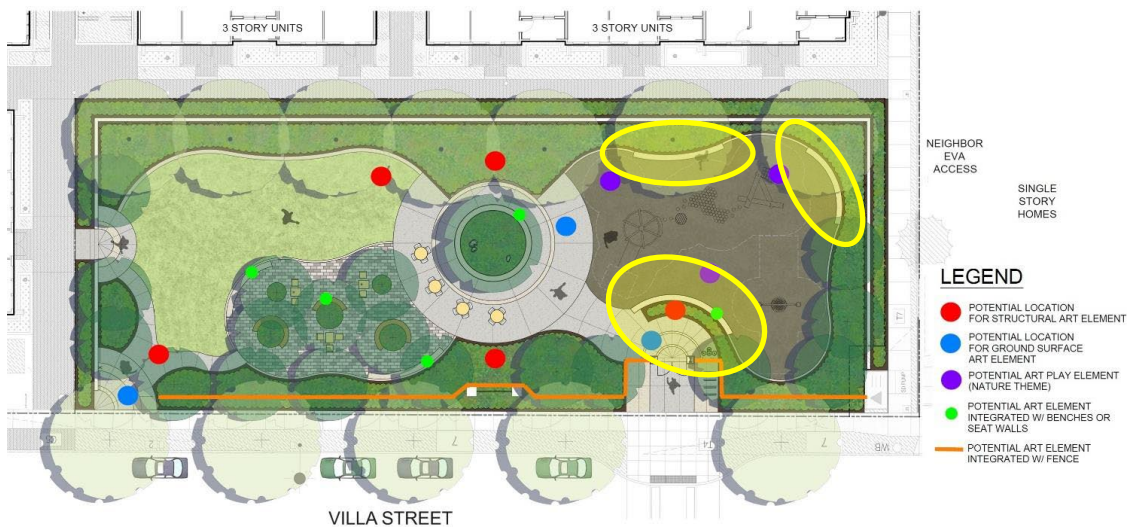 3 STORY UNITS
3 STORY UNITS
NEIGHBOR
EVA
ACCESS
SINGLE
STORY
HOMES
LEGEND
POTENTIAL LOCATION
FOR STRUCTURAL ART ELEMENT
POTENTIAL LOCATION
FOR GROUND SURFACE
ART ELEMENT
POTENTIAL ART PLAY ELEMENT
(NATURE THEME)
POTENTIAL ART ELEMENT
INTEGRATED W/ BENCHES OR
SEAT WALLS
POTENTIAL ART ELEMENT
INTEGRATED W/ FENCE
VILLA STREET